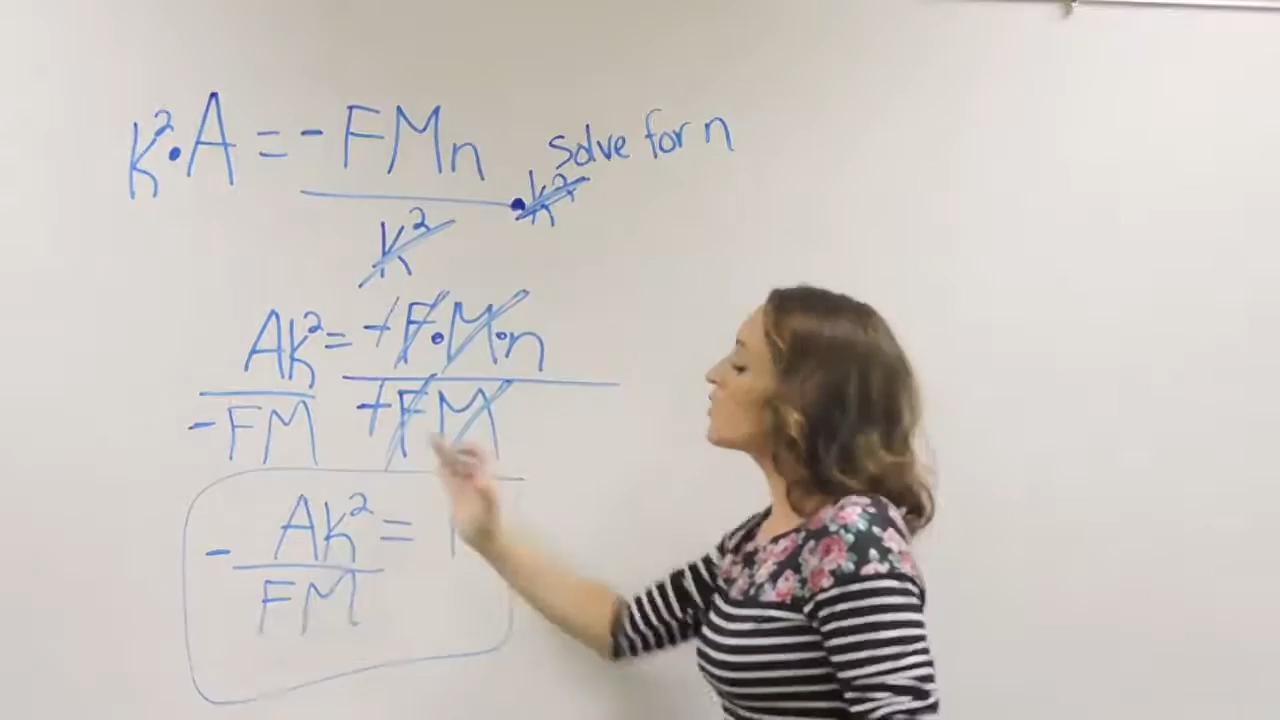 K²·A = - FMn solve for n
K² ·K²
AK² = -F·M·n
-FM -FM
- AK² =
FM